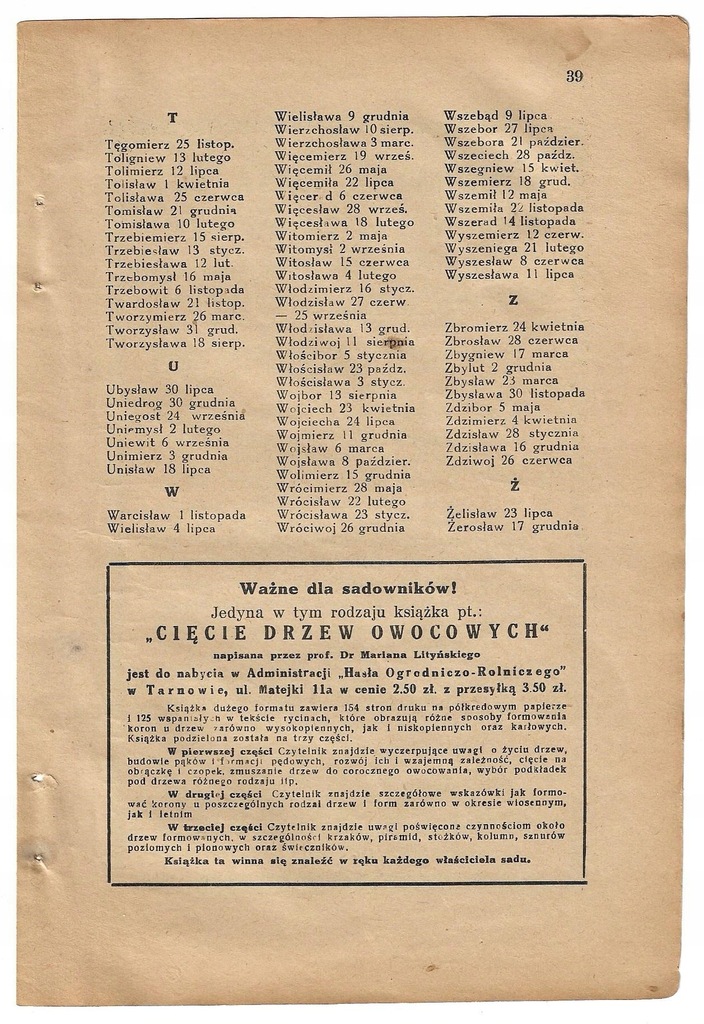 39
T
Tęgomierz 25 listop.
Toligniew 13 lutego
Tolimierz 12 lipca
Tolisław 1 kwietnia
Tolisława 25 czerwca
Tomisław 21 grudnia
Tomisława 10 lutego
Trzebiemierz 15 sierp.
Trzebiesław 13 stycz.
Trzebiesława 12 lut.
Trzebomysł 16 maja
Trzebowit 6 listopada
Twardosław 21 listop.
Tworzymierz 26 marc.
Tworzysław 31 grud.
Tworzysława 18 sierp.
U
Ubysław 30 lipca
Uniedrog 30 grudnia
Uniegost 24 września
Uniemysł 2 lutego
Uniewit 6 września
Unimierz 3 grudnia
Unisław 18 lipca
W
Warcisław 1 listopada
Wielisław 4 lipca
Wielisława 9 grudnia
Wierzchosław 10 sierp.
Wierzchosława 3 marc.
Więcemierz 19 wrześ.
Więcemił 26 maja
Więcemiła 22 lipca
Więcerad 6 czerwca
Więcesław 28 wrześ.
Więcesława 18 lutego
Witomierz 2 maja
Witomysł 2 września
Witosław 15 czerwca
Witosława 4 lutego
Włodzimierz 16 stycz.
Włodzisław 27 czerw.
— 25 września
Włodzisława 13 grud.
Włodziwoj 11 sierpnia
Włościbor 5 stycznia
Włościsław 23 paźdz.
Włościsława 3 stycz.
Wojbor 13 sierpnia
Wojciech 23 kwietnia
Wojciecha 24 lipca
Wojmierz 11 grudnia
Wojsław 6 marca
Wojsława 8 paździer.
Wolimierz 15 grudnia
Wrócimierz 28 maja
Wrócisław 22 lutego
Wrócisława 23 stycz.
Wróciwoj 26 grudnia
Wszebąd 9 lipca
Wszebor 27 lipca
Wszebora 21 paździer.
Wszeciech 28 paźdz.
Wszegniew 15 kwiet.
Wszemierz 18 grud.
Wszemił 12 maja
Wszemiła 22 listopada
Wszerad 14 listopada
Wyszemierz 12 czerw.
Wyszeniega 21 lutego
Wyszesław 8 czerwca
Wyszesława 11 lipca
Z
Zbromierz 24 kwietnia
Zbrosław 28 czerwca
Zbygniew 17 marca
Zbylut 2 grudnia
Zbysław 23 marca
Zbysława 30 listopada
Zdzibor 5 maja
Zdzimierz 4 kwietnia
Zdzisław 28 stycznia
Zdzisława 16 grudnia
Zdziwoj 26 czerwca
Ż
Żelisław 23 lipca
Żerosław 17 grudnia
Ważne dla sadowników!
Jedyna w tym rodzaju książka pt.:
„CIĘCIE DRZEW OWOCOWYCH“
napisana przez prof. Dr Mariana Lityńskiego
jest do nabycia w Administracji „Hasła Ogrodniczo-Rolniczego”
w Tarnowie, ul. Matejki 11a w cenie 2.50 zł. z przesyłką 3.50 zł.
Książka dużego formatu zawiera 154 stron druku na półkredowym papierze
i 125 wspaniałych w tekście rycinach, które obrazują różne sposoby formowania
koron u drzew zarówno wysokopiennych, jak i niskopiennych oraz karłowych.
Książka podzielona została na trzy części.
W pierwszej części Czytelnik znajdzie wyczerpujące uwagi o życiu drzew,
budowie pąków i formacji pędowych, rozwój ich i wzajemną zależność, cięcie na
obrączkę i czopek, zmuszanie drzew do corocznego owocowania, wybór podkładek
pod drzewa różnego rodzaju itp.
W drugiej części Czytelnik znajdzie szczegółowe wskazówki jak formo-
wać korony u poszczególnych rodzai drzew i form zarówno w okresie wiosennym,
jak i letnim
W trzeciej części Czytelnik znajdzie uwagi poświęcone czynnościom około
drzew formowanych, w szczególności krzaków, piramid, stożków, kolumn, sznurów
poziomych i pionowych oraz świeczników.
Książka ta winna się znaleźć w ręku każdego właściciela sadu.